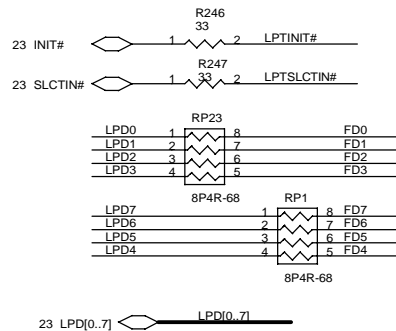 R246
33
23 INIT# 1 2 LPTINIT#
R247
33
23 SLCTIN# 1 2 LPTSLCTIN#
RP23
LPD0 1 8 FD0
LPD1 2 7 FD1
LPD2 3 6 FD2
LPD3 4 5 FD3
8P4R-68
RP1
LPD7 1 8 FD7
LPD6 2 7 FD6
LPD5 3 6 FD5
LPD4 4 5 FD4
8P4R-68
23 LPD[0..7] LPD[0..7]